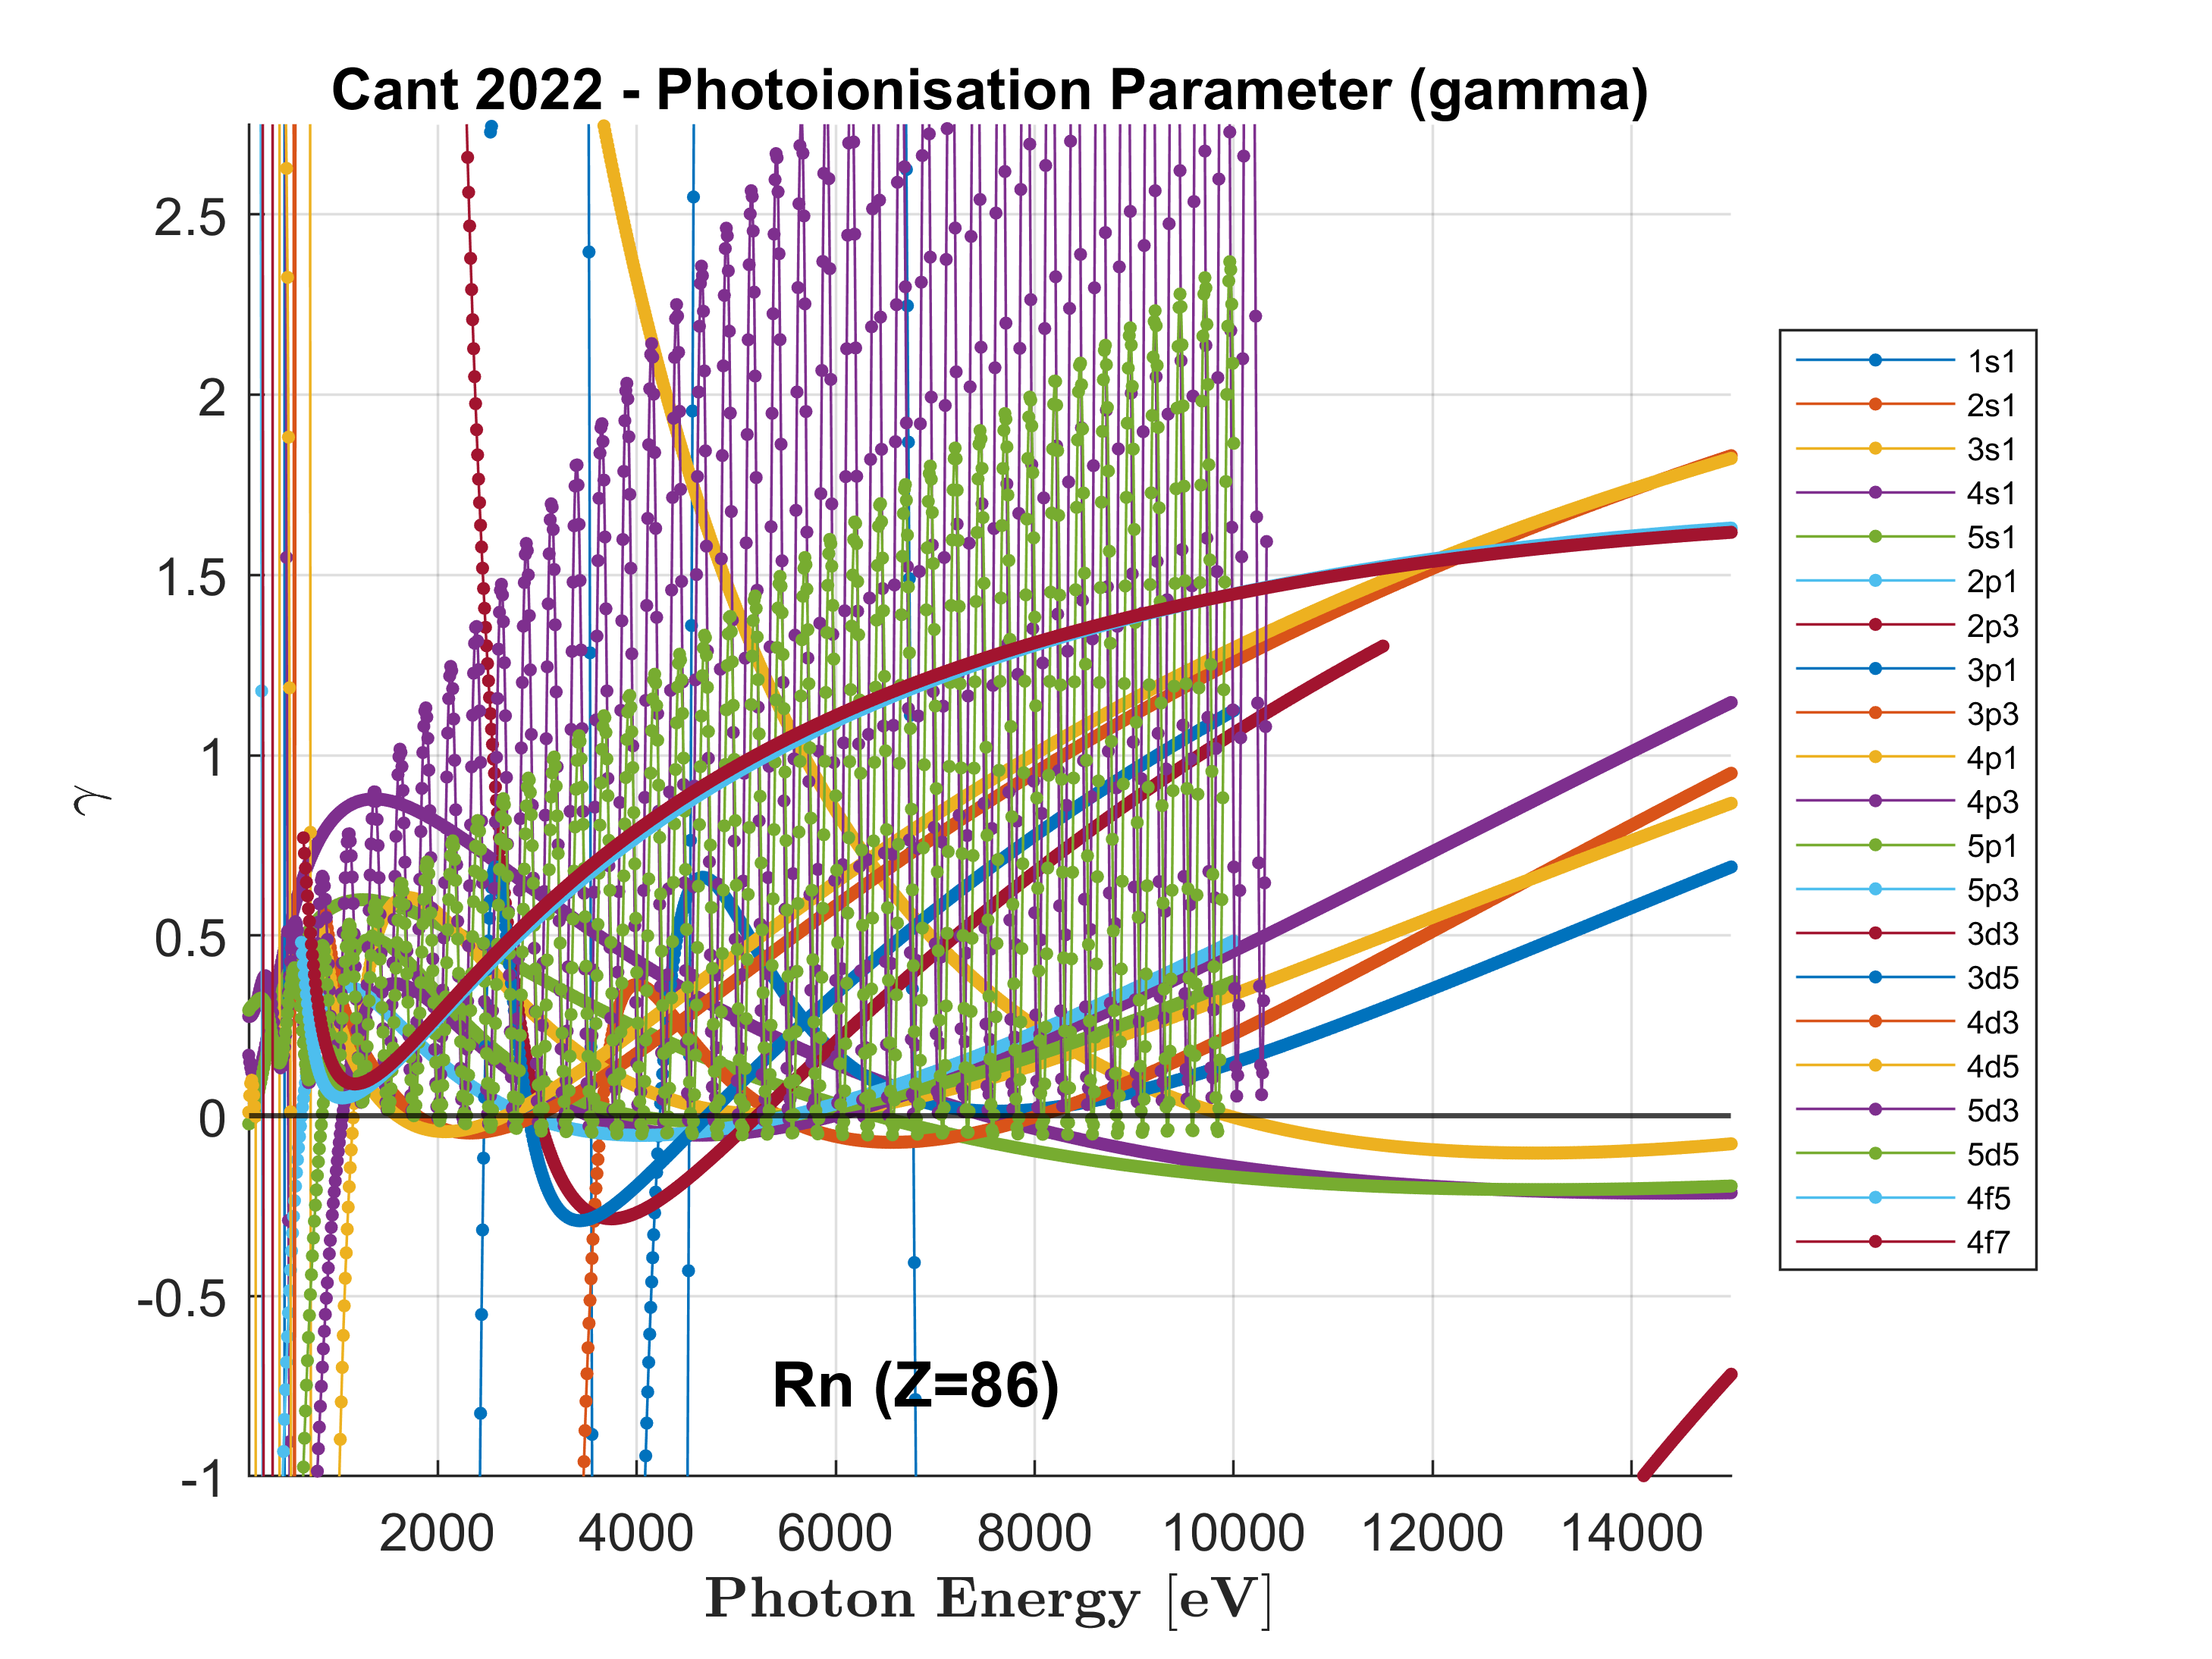 Cant 2022 - Photoionisation Parameter (gamma)
2.5
2
1.5
1
0.5
0
-0.5
-1
γ
2000 4000 6000 8000 10000 12000 14000
Photon Energy [eV]
Rn (Z=86)
1s1
2s1
3s1
4s1
5s1
2p1
2p3
3p1
3p3
4p1
4p3
5p1
5p3
3d3
3d5
4d3
4d5
5d3
5d5
4f5
4f7